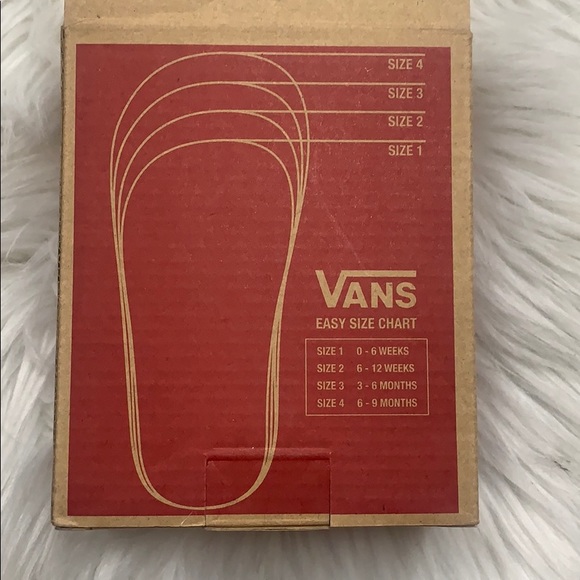 SIZE 4
SIZE 3
SIZE 2
SIZE 1
VANS
EASY SIZE CHART
SIZE 1 0 - 6 WEEKS
SIZE 2 6 - 12 WEEKS
SIZE 3 3 - 6 MONTHS
SIZE 4 6 - 9 MONTHS